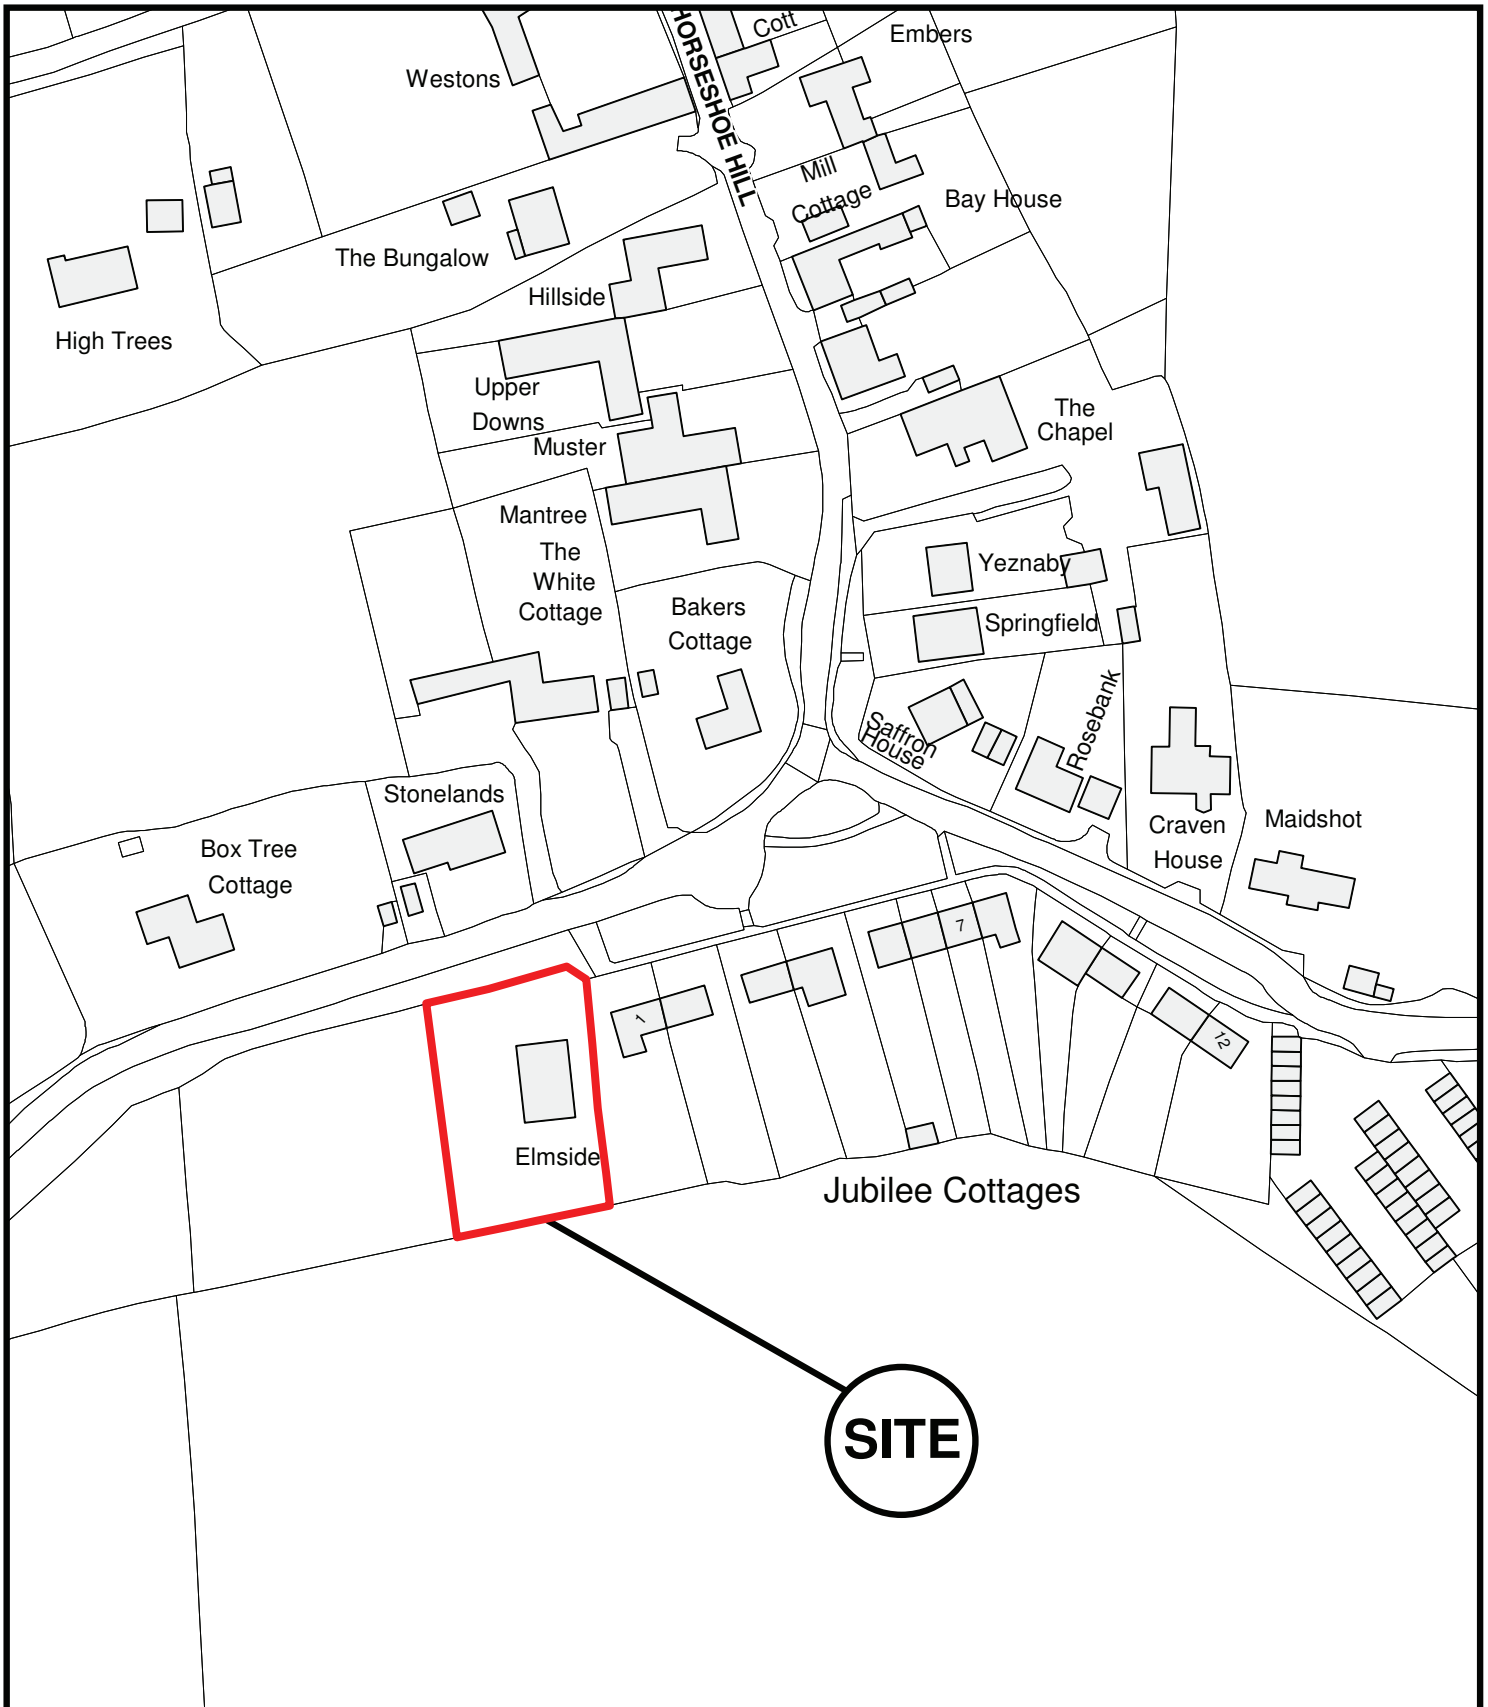 Cott
Embers
Westons
HORSESHOE HILL
Mill
Cottage
Bay House
The Bungalow
Hillside
High Trees
Upper
Downs
The
Chapel
Muster
Mantree
The
White
Cottage
Yeznaby
Bakers
Cottage
Springfield
Rosebank
Saffron
House
Stonelands
Craven
House
Maidshot
Box Tree
Cottage
7
1
12
Elmside
Jubilee Cottages
SITE